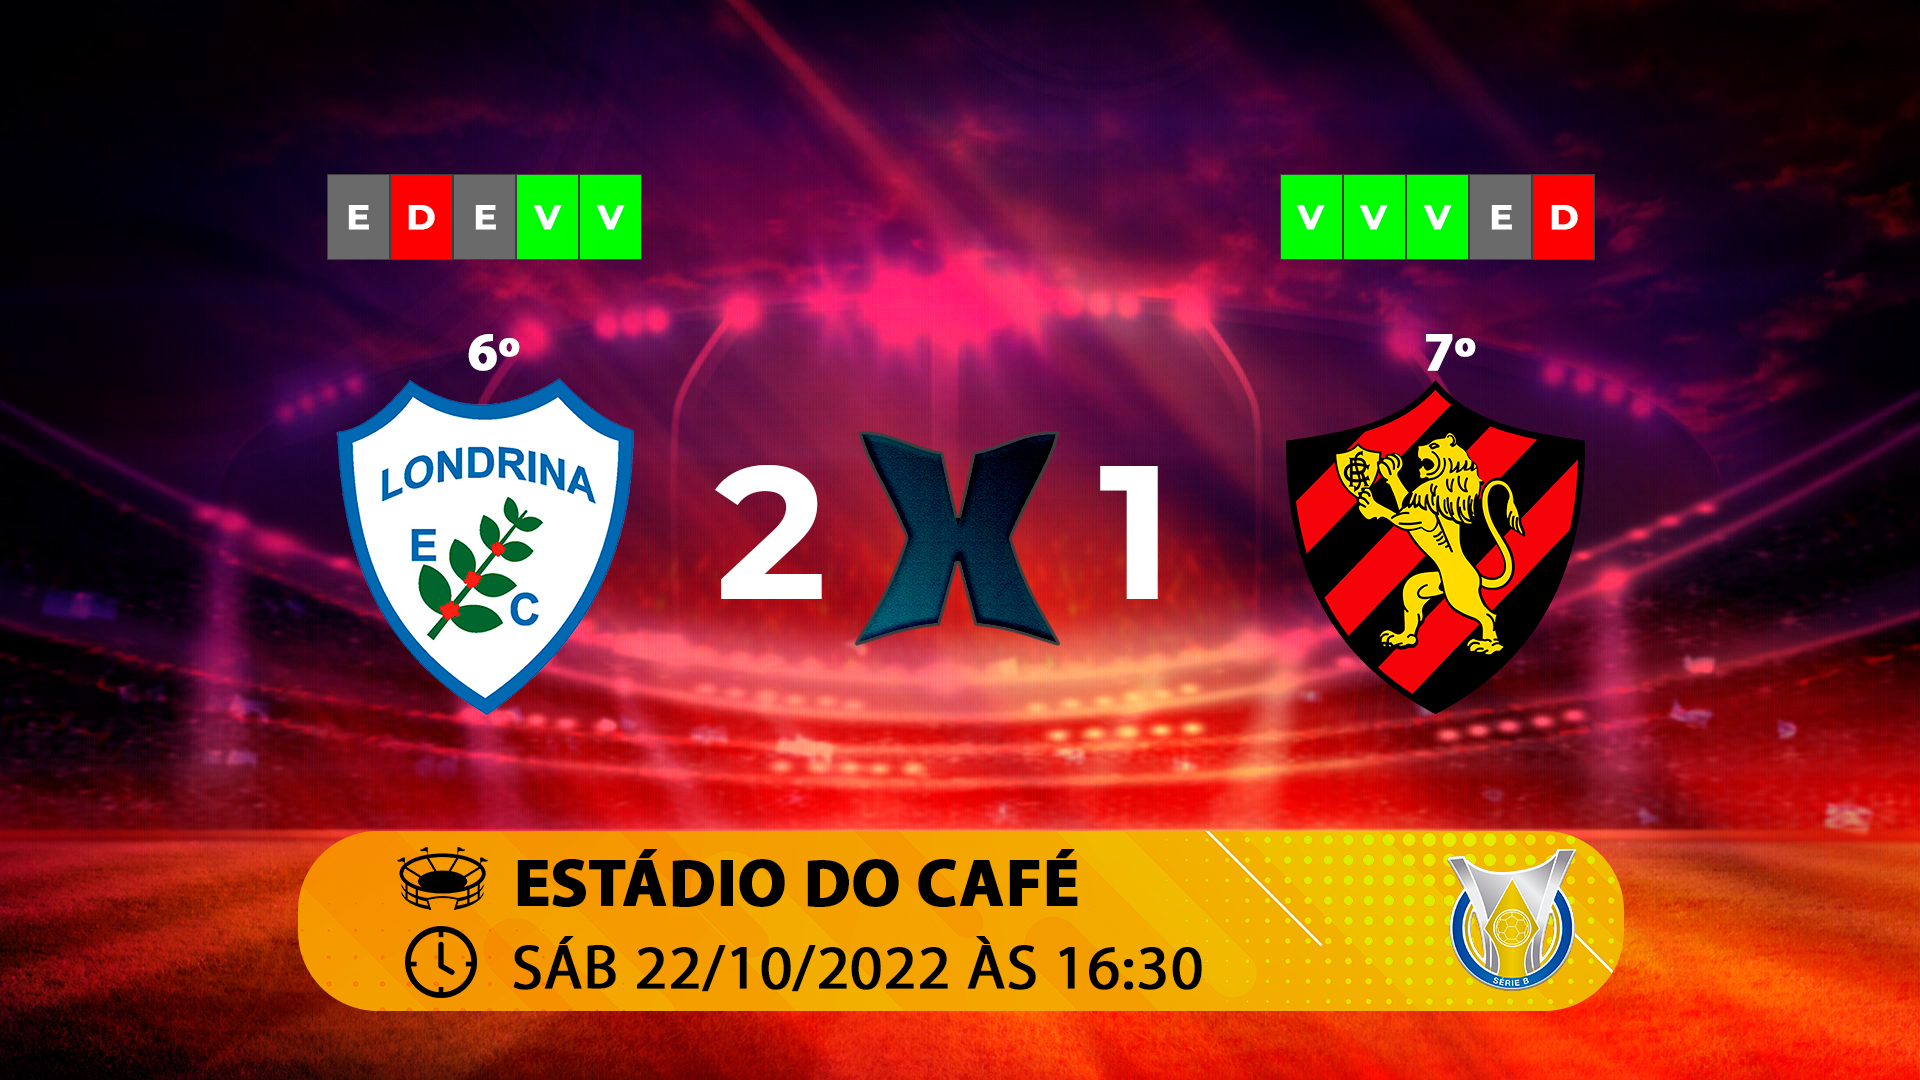 E D E V V
V V V E D
6º
7º
LONDRINA
E
C
2 X 1
ESTÁDIO DO CAFÉ
SÁB 22/10/2022 ÀS 16:30
SÉRIE B